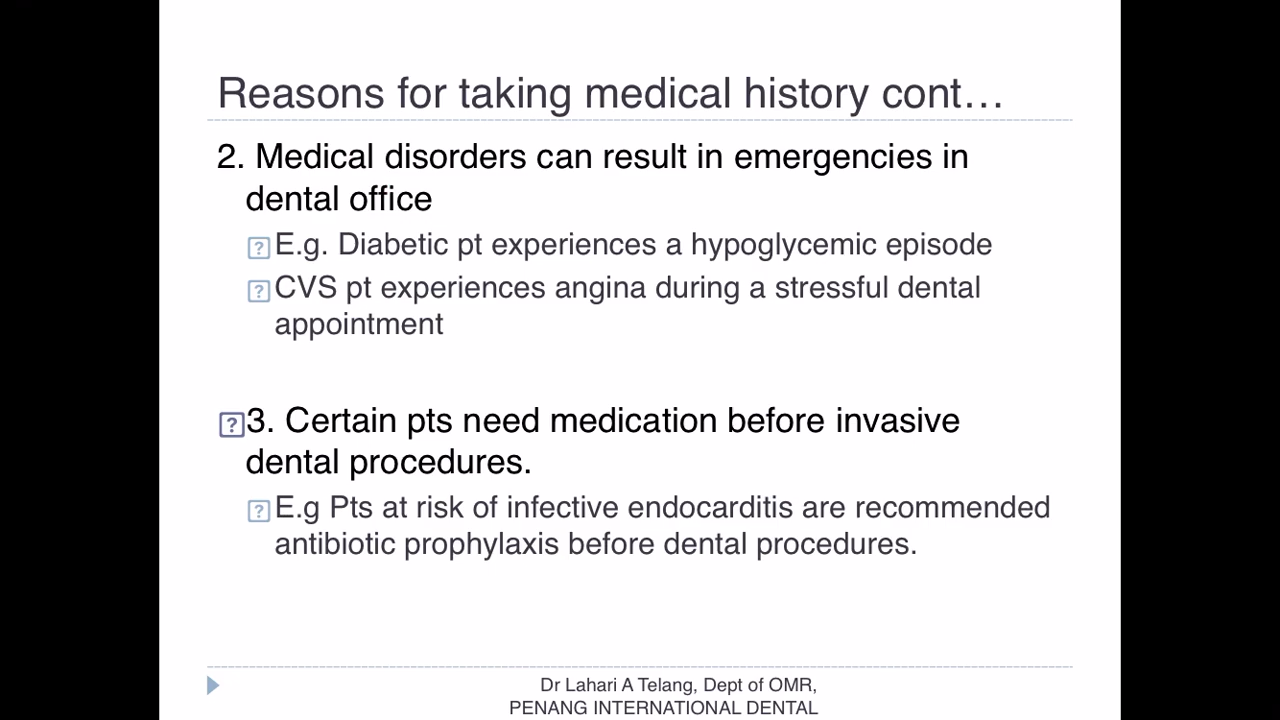 Reasons for taking medical history cont…
2. Medical disorders can result in emergencies in
dental office
E.g. Diabetic pt experiences a hypoglycemic episode
CVS pt experiences angina during a stressful dental
appointment
3. Certain pts need medication before invasive
dental procedures.
E.g Pts at risk of infective endocarditis are recommended
antibiotic prophylaxis before dental procedures.
Dr Lahari A Telang, Dept of OMR,
PENANG INTERNATIONAL DENTAL